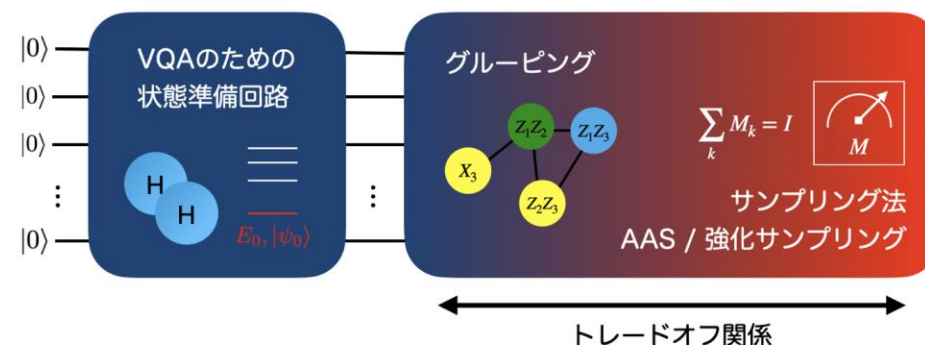 |0⟩
|0⟩
|0⟩
⋮
|0⟩
VQAのための
状態準備回路
H
H
E₀, |ψ₀⟩
⋮
グルーピング
Z₁Z₂
Z₁Z₃
X₃
Z₂Z₃
∑ₖ Mₖ = I
M
サンプリング法
AAS / 強化サンプリング
トレードオフ関係